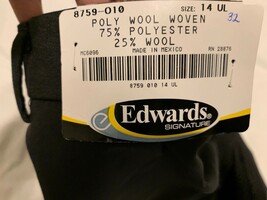 8759-010 SIZE: 14 UL
POLY WOOL WOVEN 32
75% POLYESTER
25% WOOL
MADE IN MEXICO
RN 28876
8759 010 14 UL
e Edwards®
SIGNATURE